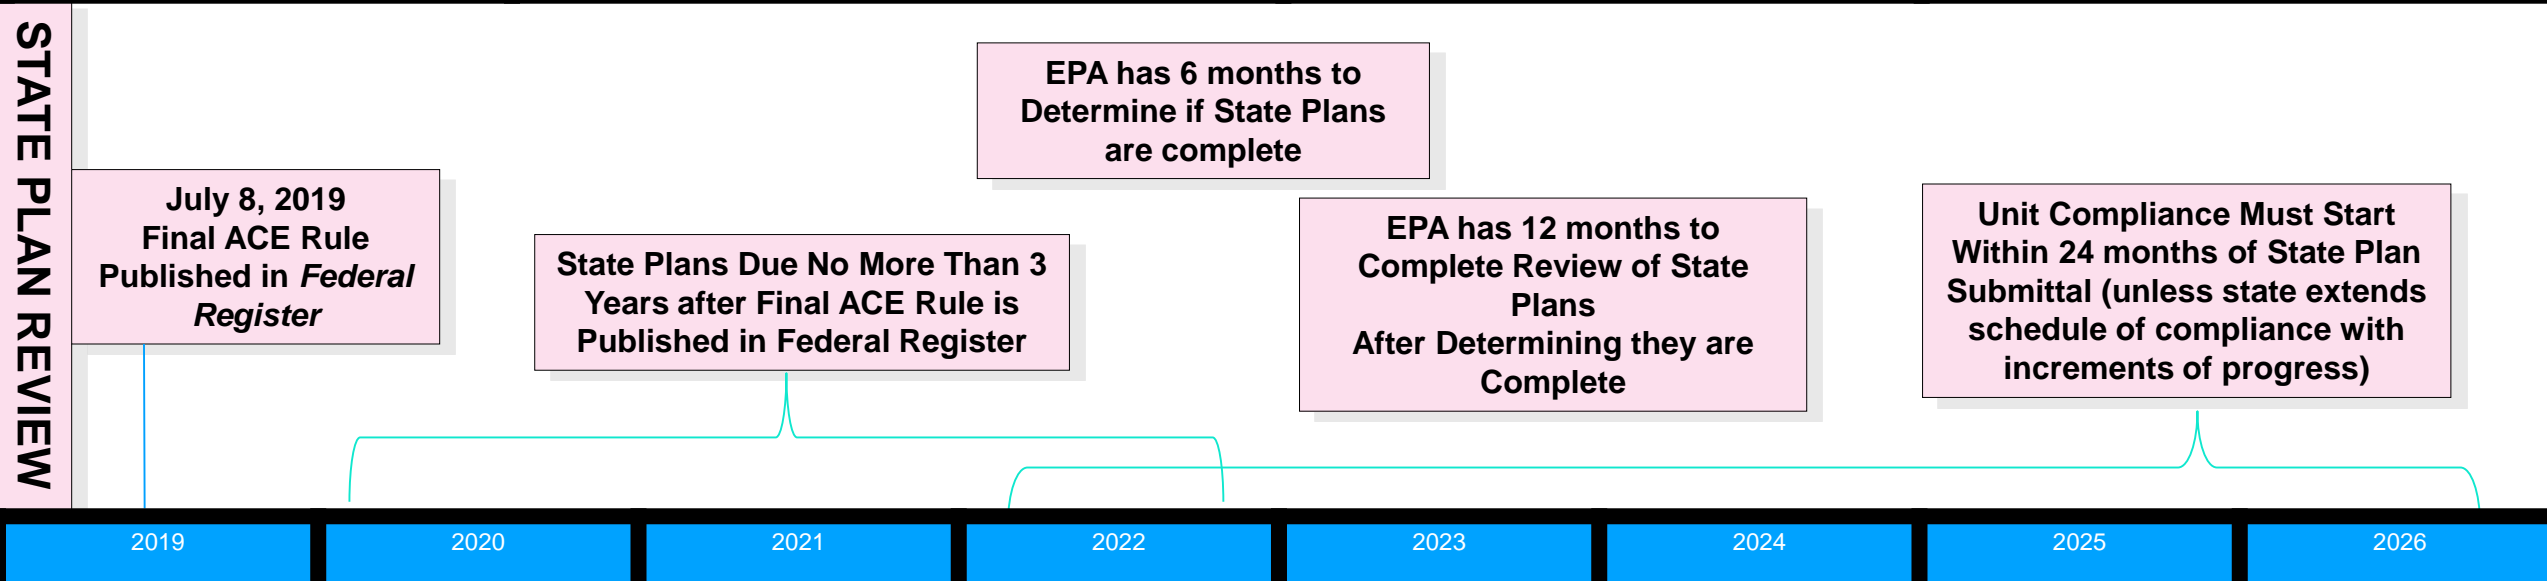 STATE PLAN REVIEW
July 8, 2019
Final ACE Rule
Published in Federal
Register
State Plans Due No More Than 3
Years after Final ACE Rule is
Published in Federal Register
EPA has 6 months to
Determine if State Plans
are complete
EPA has 12 months to
Complete Review of State
Plans
After Determining they are
Complete
Unit Compliance Must Start
Within 24 months of State Plan
Submittal (unless state extends
schedule of compliance with
increments of progress)
2019
2020
2021
2022
2023
2024
2025
2026